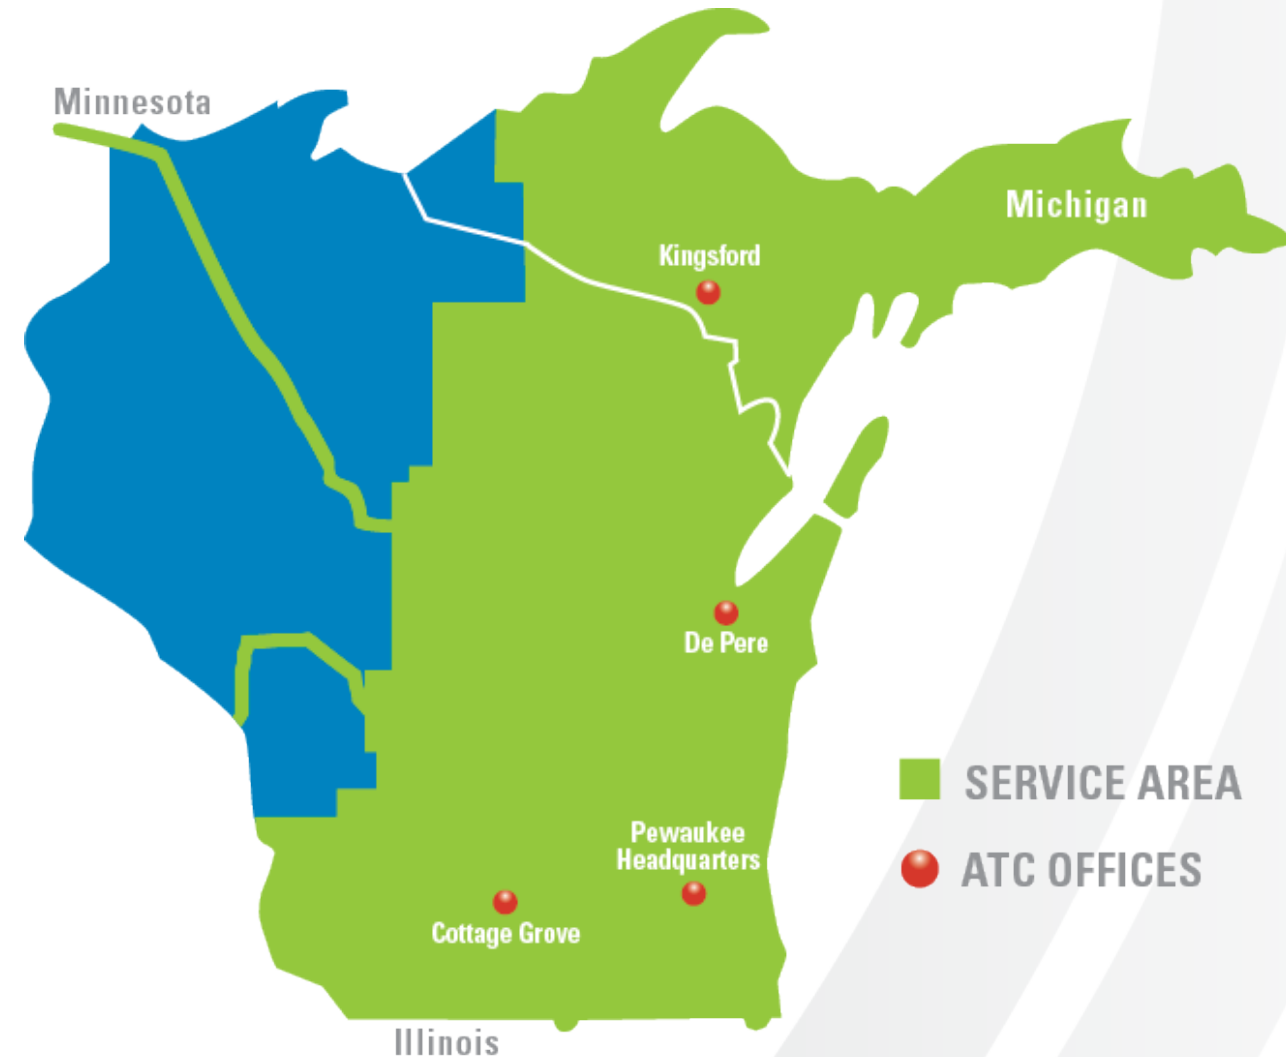 Minnesota
Michigan
Kingsford
De Pere
SERVICE AREA
Pewaukee
Headquarters
ATC OFFICES
Cottage Grove
Illinois